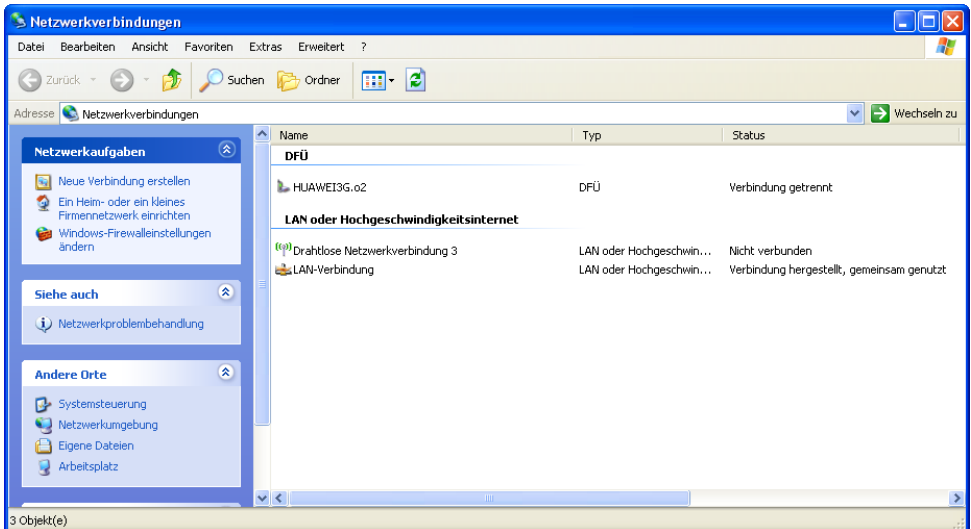 Netzwerkverbindungen
Datei Bearbeiten Ansicht Favoriten Extras Erweitert ?
Zurück Suchen Ordner
Adresse Netzwerkverbindungen Wechseln zu
Netzwerkaufgaben
Neue Verbindung erstellen
Ein Heim- oder ein kleines
Firmennetzwerk einrichten
Windows-Firewalleinstellungen
ändern
Siehe auch
Netzwerkproblembehandlung
Andere Orte
Systemsteuerung
Netzwerkumgebung
Eigene Dateien
Arbeitsplatz
Name Typ Status
DFÜ
HUAWEI3G.o2 DFÜ Verbindung getrennt
LAN oder Hochgeschwindigkeitsinternet
Drahtlose Netzwerkverbindung 3 LAN oder Hochgeschwin... Nicht verbunden
LAN-Verbindung LAN oder Hochgeschwin... Verbindung hergestellt, gemeinsam genutzt
3 Objekt(e)